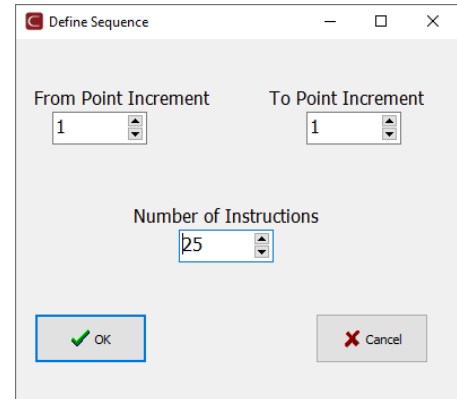 Define Sequence
From Point Increment To Point Increment
1 1
Number of Instructions
25
OK Cancel